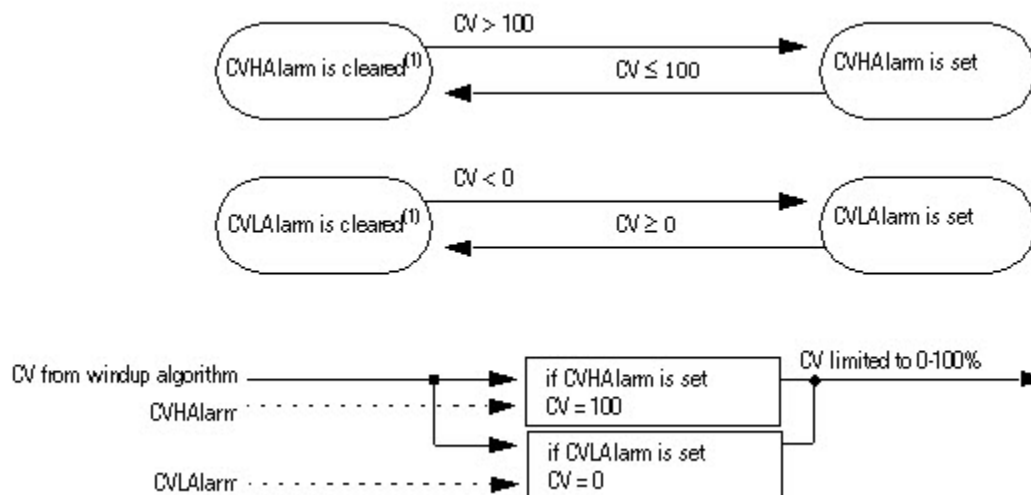 CV > 100
CVHAlarm is cleared(1)
CV ≤ 100
CVHAlarm is set
CV < 0
CVLAlarm is cleared(1)
CV ≥ 0
CVLAlarm is set
CV from windup algorithm
CVHAlarm
CVLAlarm
if CVHAlarm is set
CV = 100
if CVLAlarm is set
CV = 0
CV limited to 0-100%